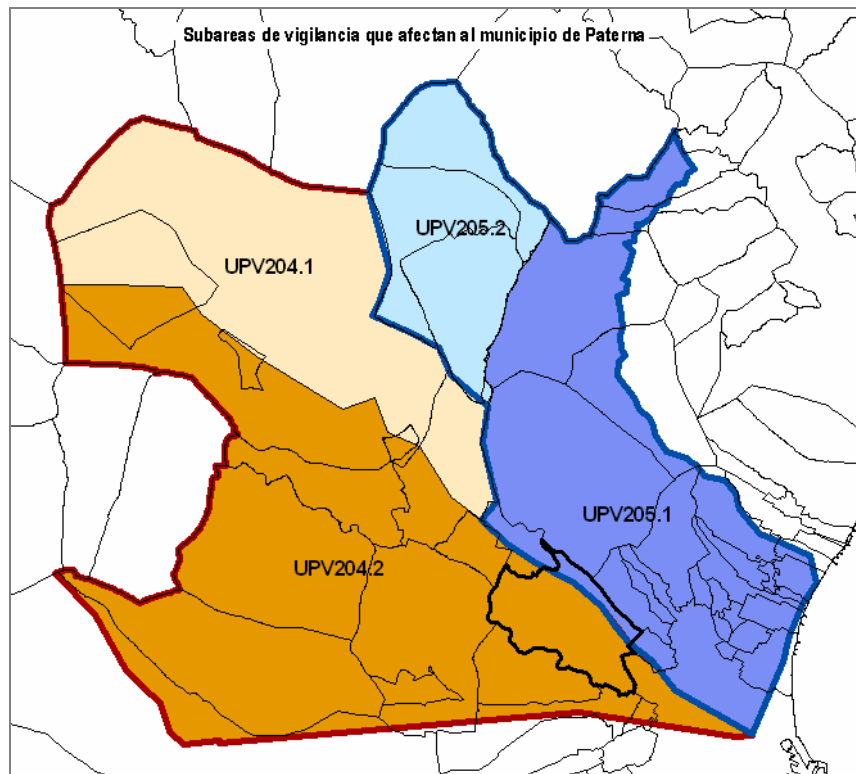 Subareas de vigilancia que afectan al municipio de Paterna
UPV205.2
UPV204.1
UPV205.1
UPV204.2